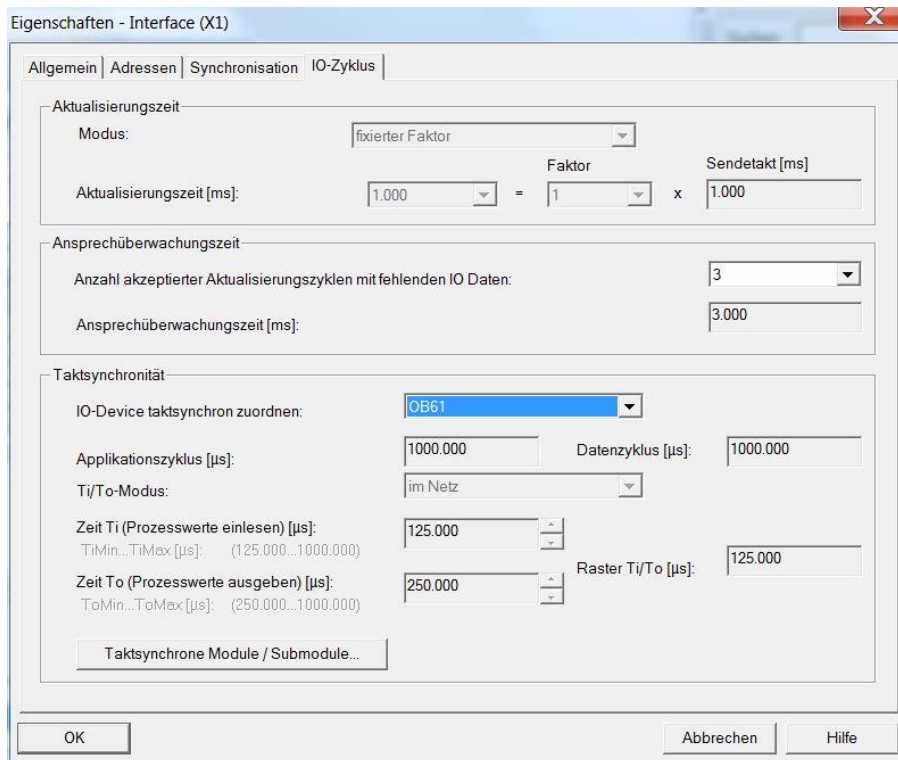 Eigenschaften - Interface (X1)
Allgemein Adressen Synchronisation IO-Zyklus
Aktualisierungszeit
Modus: fixierter Faktor
Faktor Sendetakt [ms]
Aktualisierungszeit [ms]: 1.000 = 1 x 1.000
Ansprechüberwachungszeit
Anzahl akzeptierter Aktualisierungszyklen mit fehlenden IO Daten: 3
Ansprechüberwachungszeit [ms]: 3.000
Taktsynchronität
IO-Device taktsynchron zuordnen: OB61
Applikationszyklus [µs]: 1000.000 Datenzyklus [µs]: 1000.000
Ti/To-Modus: im Netz
Zeit Ti (Prozesswerte einlesen) [µs]: 125.000
TiMin...TiMax [µs]: (125.000...1000.000)
Raster Ti/To [µs]: 125.000
Zeit To (Prozesswerte ausgeben) [µs]: 250.000
ToMin...ToMax [µs]: (250.000...1000.000)
Taktsynchrone Module / Submodule...
OK Abbrechen Hilfe